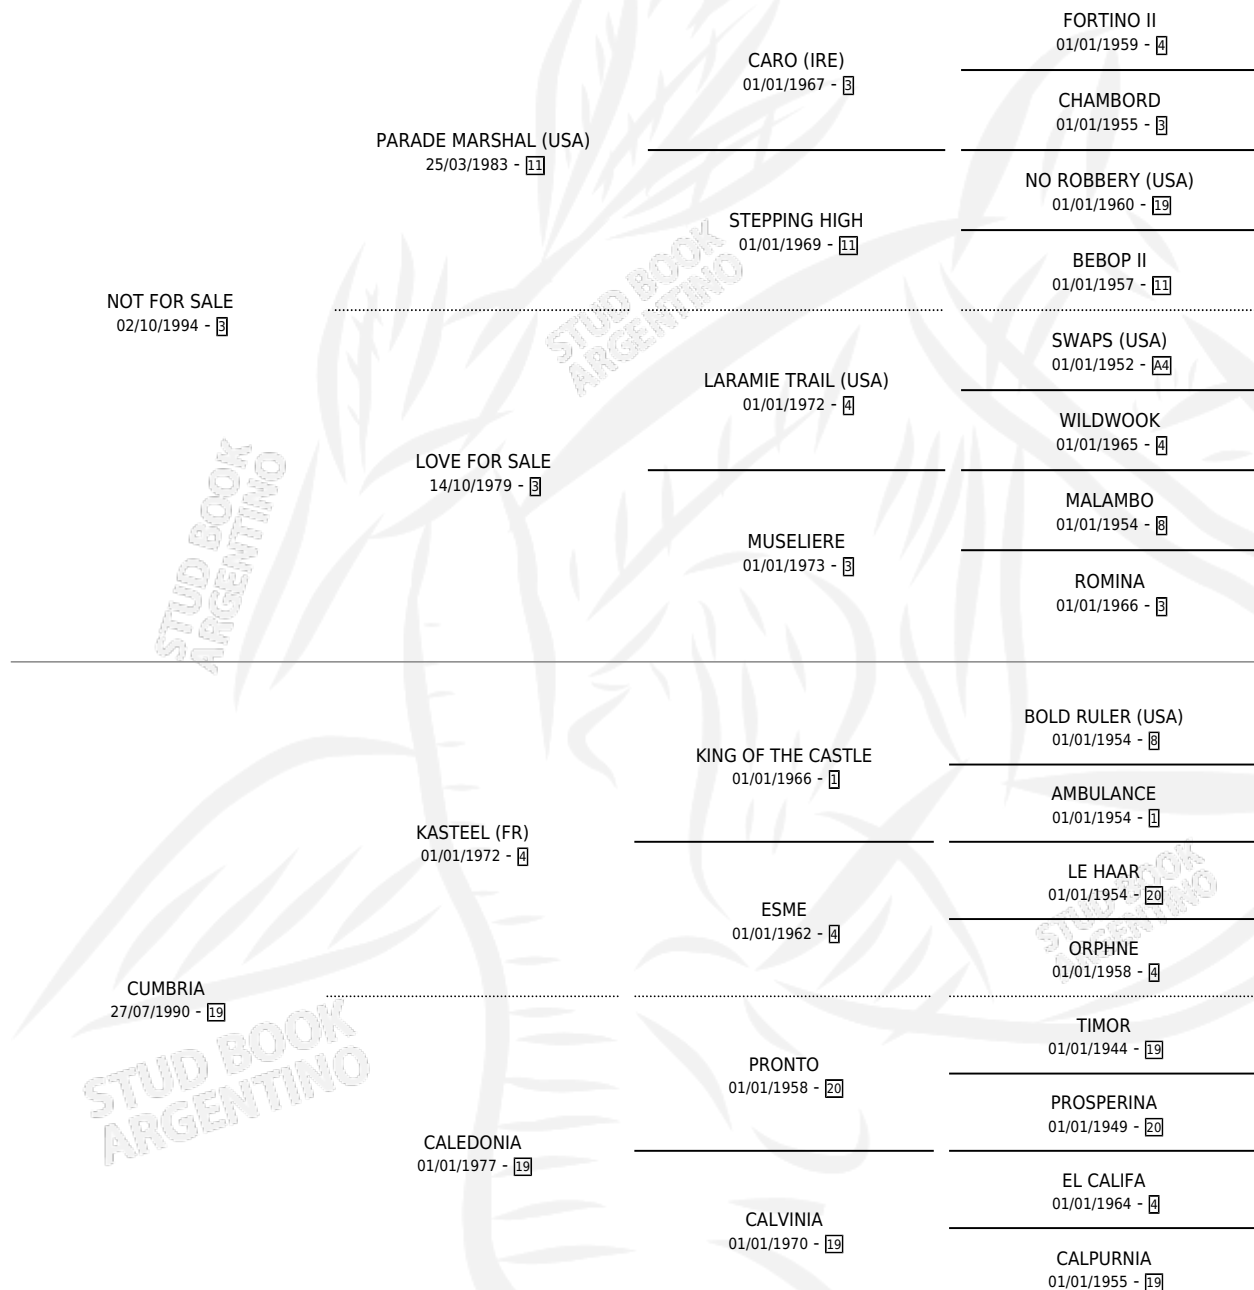 FORTINO II
01/01/1959 - 4
CARO (IRE)
01/01/1967 - 3
CHAMBORD
01/01/1955 - 3
PARADE MARSHAL (USA)
25/03/1983 - 11
NO ROBBERY (USA)
01/01/1960 - 19
STEPPING HIGH
01/01/1969 - 11
BEBOP II
01/01/1957 - 11
NOT FOR SALE
02/10/1994 - 3
STUD BOOK
ARGENTINO
SWAPS (USA)
01/01/1952 - A4
LARAMIE TRAIL (USA)
01/01/1972 - 4
WILDWOOK
01/01/1965 - 4
LOVE FOR SALE
14/10/1979 - 3
MALAMBO
01/01/1954 - 8
MUSELIERE
01/01/1973 - 3
ROMINA
01/01/1966 - 3
STUD BOOK
ARGENTINO
BOLD RULER (USA)
01/01/1954 - 8
KING OF THE CASTLE
01/01/1966 - 1
AMBULANCE
01/01/1954 - 1
KASTEEL (FR)
01/01/1972 - 4
LE HAAR
01/01/1954 - 20
ESME
01/01/1962 - 4
ORPHNE
01/01/1958 - 4
STUD BOOK
ARGENTINO
CUMBRIA
27/07/1990 - 19
STUD BOOK
ARGENTINO
TIMOR
01/01/1944 - 19
PRONTO
01/01/1958 - 20
PROSPERINA
01/01/1949 - 20
CALEDONIA
01/01/1977 - 19
EL CALIFA
01/01/1964 - 4
CALVINIA
01/01/1970 - 19
CALPURNIA
01/01/1955 - 19